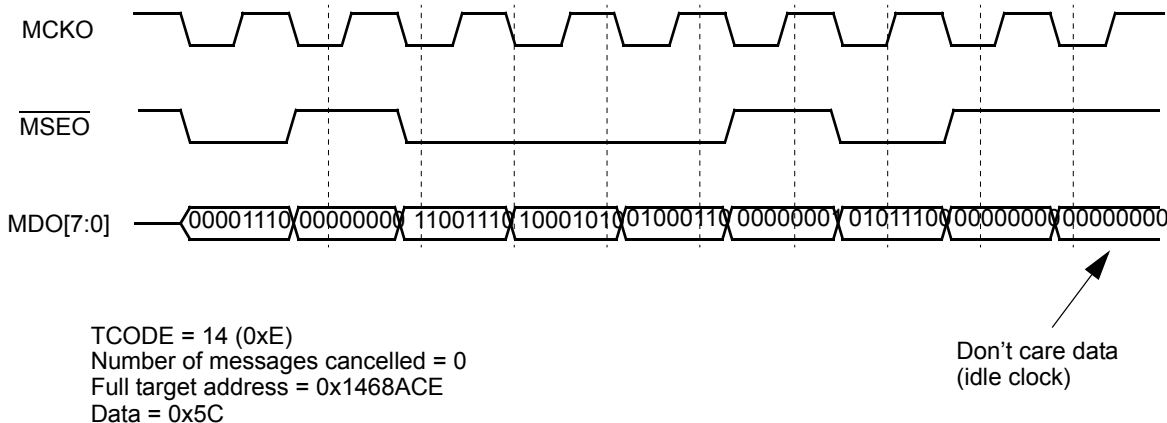 MCKO
MSEO
MDO[7:0]
00001110 00000000 11001110 10001010 01000110 00000001 01011100 00000000 00000000
TCODE = 14 (0xE)
Number of messages cancelled = 0
Full target address = 0x1468ACE
Data = 0x5C
Don’t care data
(idle clock)